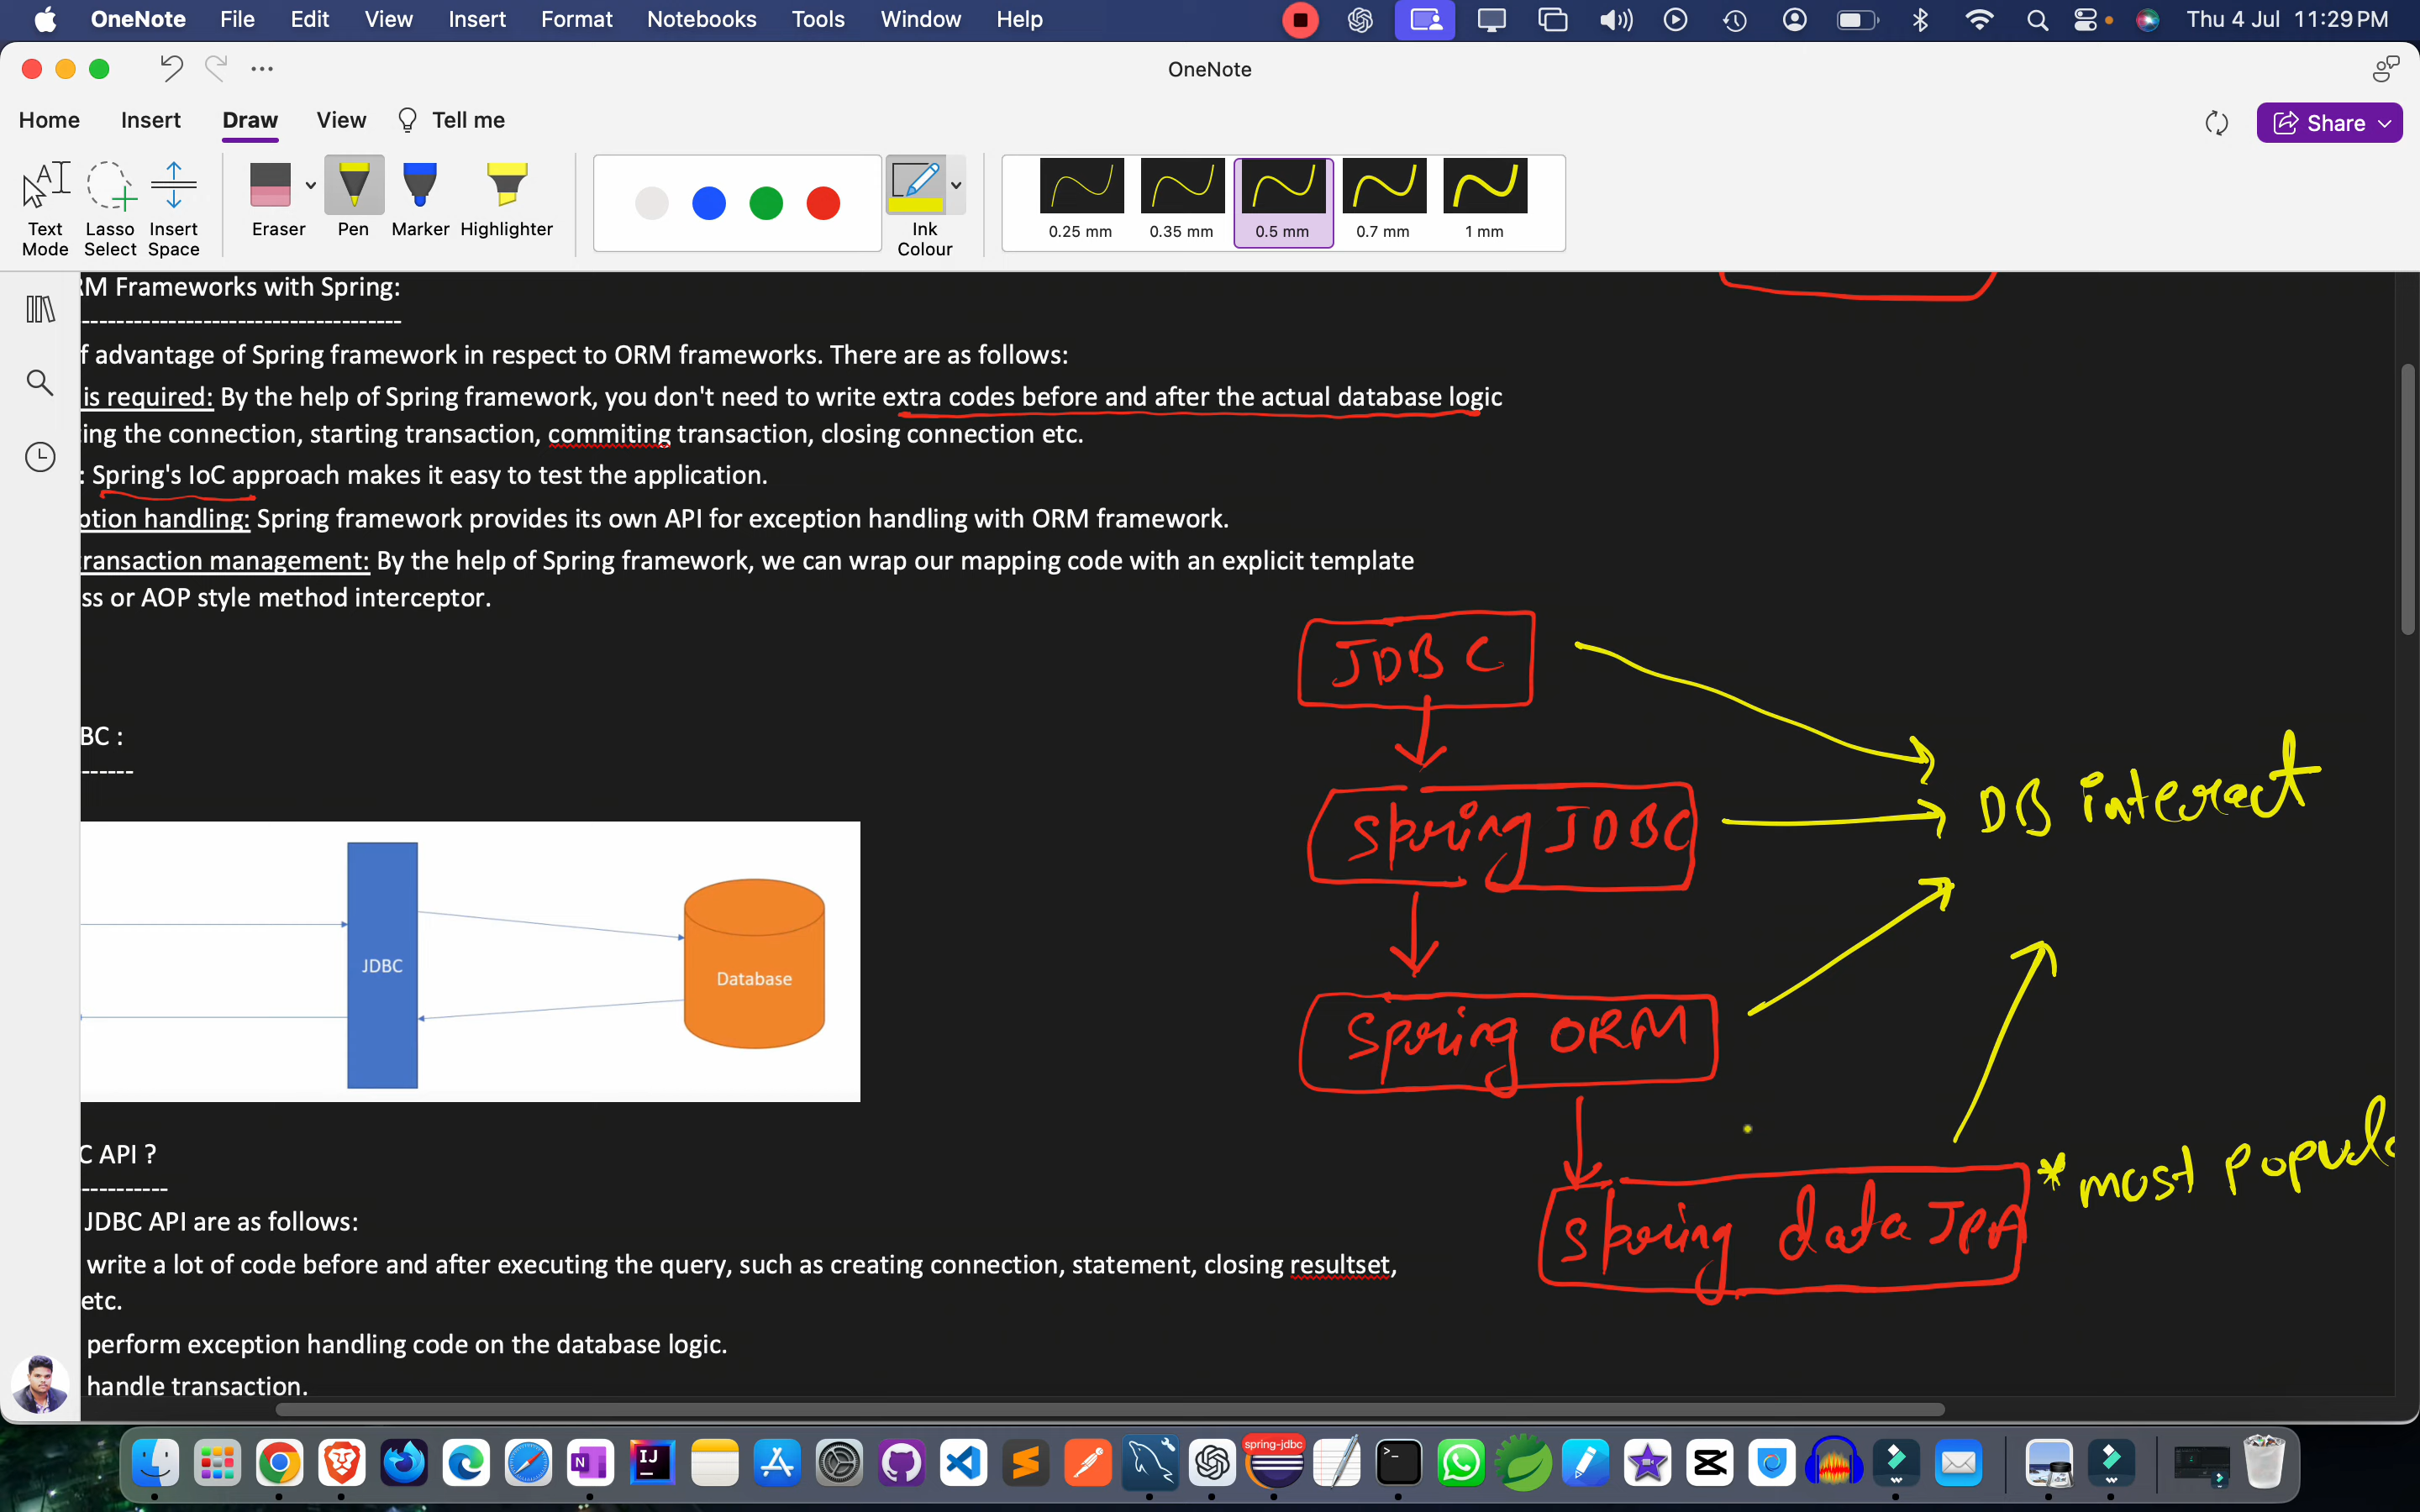 OneNote File Edit View Insert Format Notebooks Tools Window Help Thu 4 Jul 11:29 PM
OneNote
Home Insert Draw View Tell me Share
Text Mode Lasso Select Insert Space Eraser Pen Marker Highlighter Ink Colour 0.25 mm 0.35 mm 0.5 mm 0.7 mm 1 mm
RM Frameworks with Spring:
--------------------------------------
f advantage of Spring framework in respect to ORM frameworks. There are as follows:
is required: By the help of Spring framework, you don't need to write extra codes before and after the actual database logic
ting the connection, starting transaction, commiting transaction, closing connection etc.
: Spring's IoC approach makes it easy to test the application.
ption handling: Spring framework provides its own API for exception handling with ORM framework.
transaction management: By the help of Spring framework, we can wrap our mapping code with an explicit template
ss or AOP style method interceptor.
JDBC
BC :
------
Spring JDBC
DB interact
JDBC
Database
Spring ORM
C API ?
----------
*most popula
Spring data JPA
JDBC API are as follows:
write a lot of code before and after executing the query, such as creating connection, statement, closing resultset,
etc.
perform exception handling code on the database logic.
handle transaction.
spring-jdbc